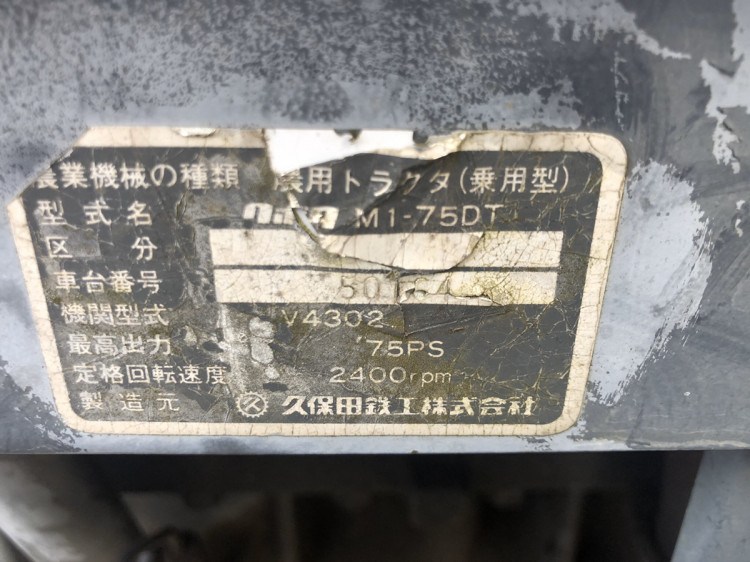 農業機械の種類 農用トラクタ(乗用型)
型式名 M1-75DT
区分
車台番号
機関型式 V4302
最高出力 75PS
定格回転速度 2400rpm
製造元 久保田鉄工株式会社